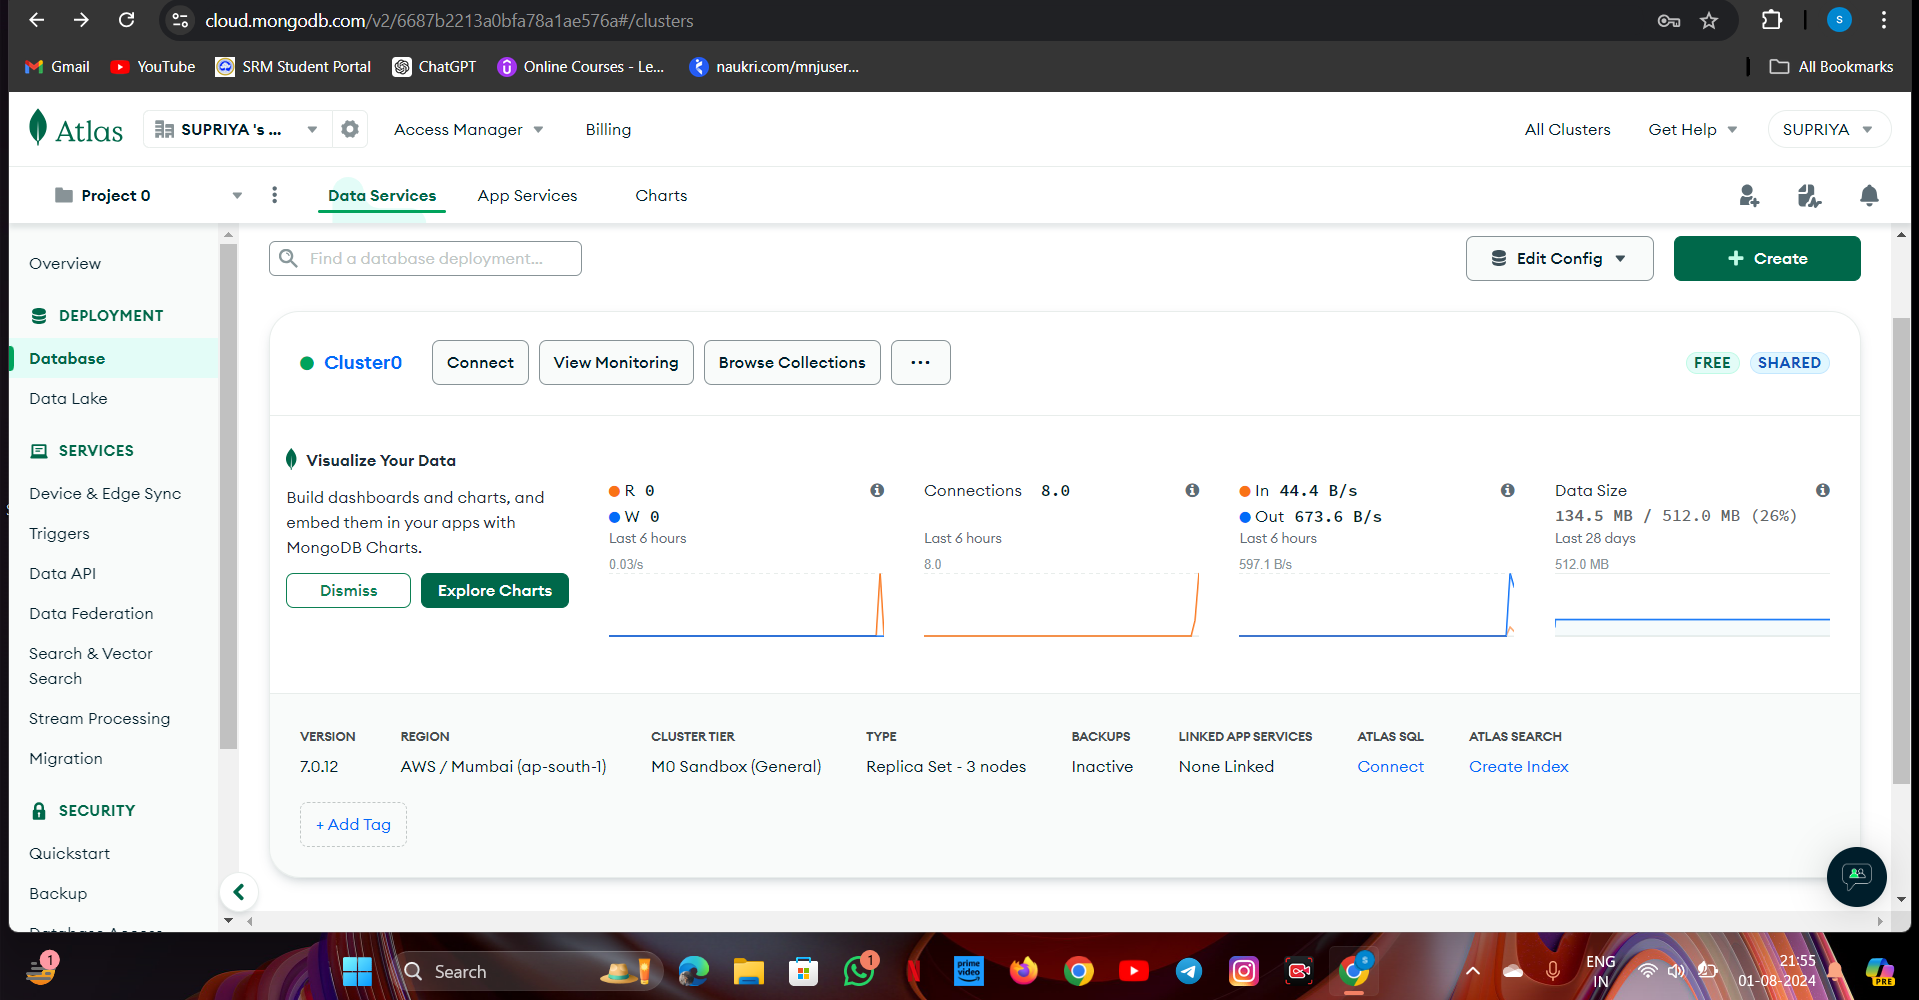 cloud.mongodb.com/v2/6687b2213a0bfa78a1ae576a#/clusters
S
Gmail YouTube SRM Student Portal ChatGPT Online Courses - Le... naukri.com/mnjuser... All Bookmarks
Atlas SUPRIYA 's ... Access Manager Billing All Clusters Get Help SUPRIYA
Project 0 Data Services App Services Charts
Overview
DEPLOYMENT
Database
Data Lake
SERVICES
Device & Edge Sync
Triggers
Data API
Data Federation
Search & Vector
Search
Stream Processing
Migration
SECURITY
Quickstart
Backup
Database Access
Find a database deployment...
Edit Config
+ Create
Cluster0 Connect View Monitoring Browse Collections ... FREE SHARED
Visualize Your Data
Build dashboards and charts, and
embed them in your apps with
MongoDB Charts.
Dismiss Explore Charts
R 0
W 0
Last 6 hours
0.03/s
Connections 8.0
Last 6 hours
8.0
In 44.4 B/s
Out 673.6 B/s
Last 6 hours
597.1 B/s
Data Size
134.5 MB / 512.0 MB (26%)
Last 28 days
512.0 MB
VERSION REGION CLUSTER TIER TYPE BACKUPS LINKED APP SERVICES ATLAS SQL ATLAS SEARCH
7.0.12 AWS / Mumbai (ap-south-1) M0 Sandbox (General) Replica Set - 3 nodes Inactive None Linked Connect Create Index
+ Add Tag
1
Search
1
prime
video
S
ENG
IN
21:55
01-08-2024
PRE